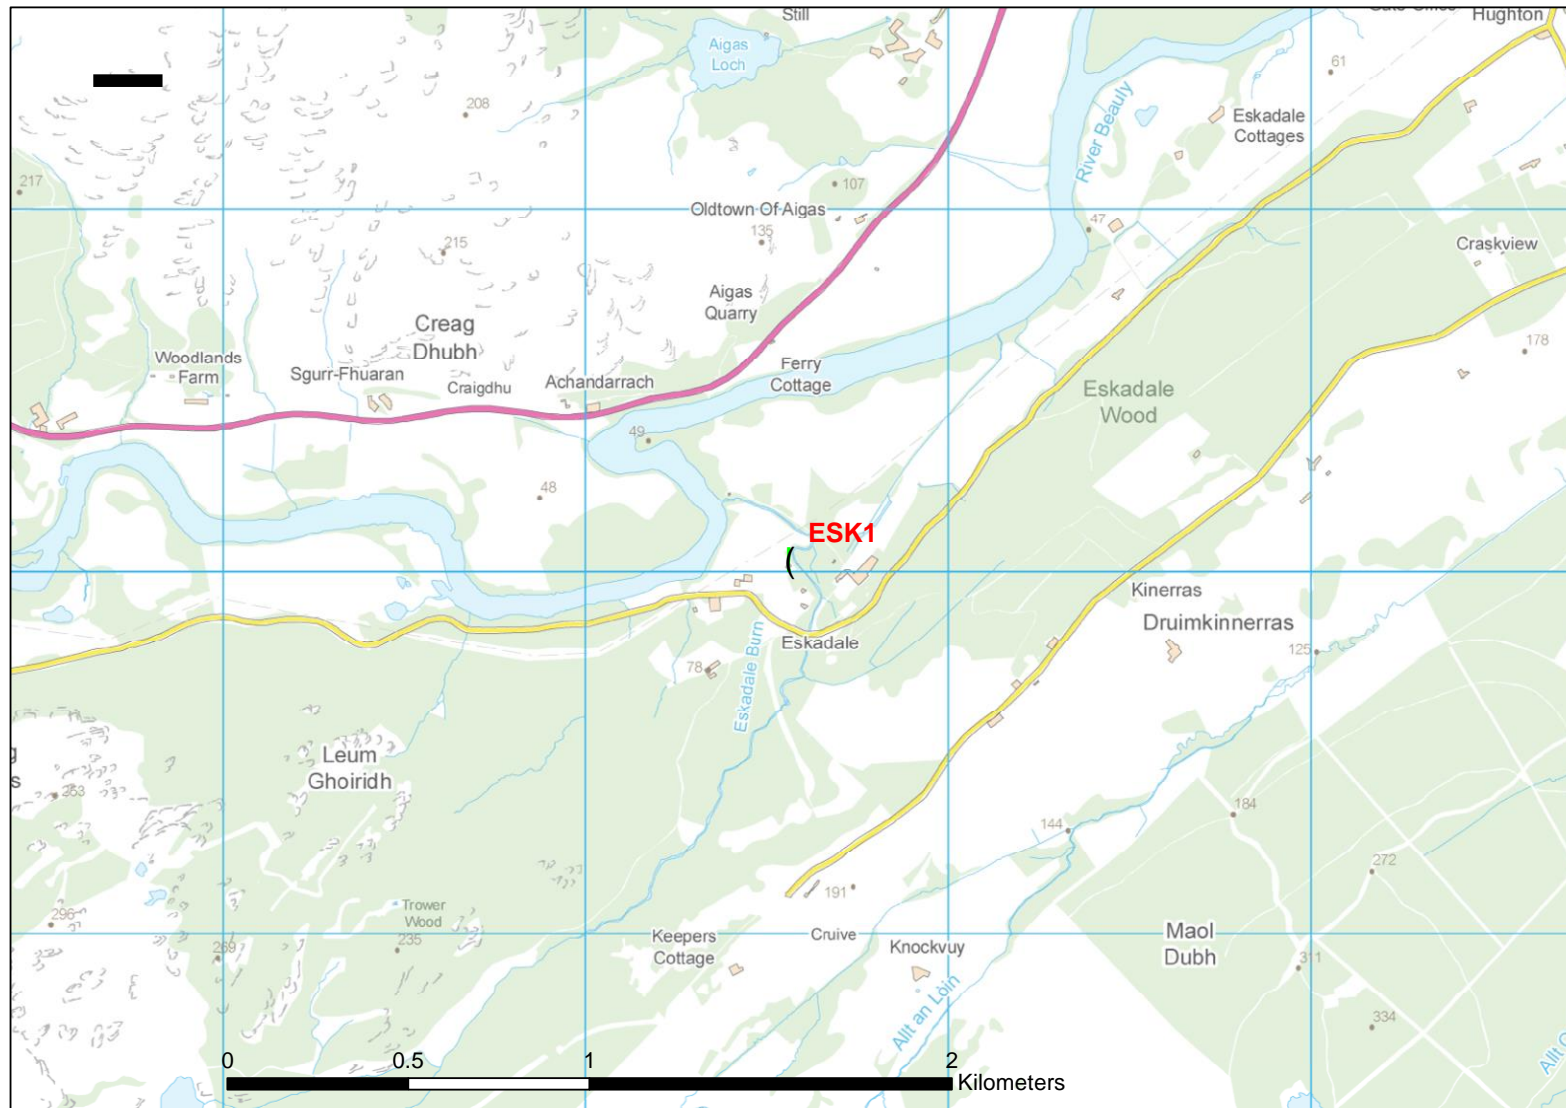 Still
Hughton
Aigas
Loch
61
208
Eskadale
Cottages
River Beauly
217
107
Oldtown Of Aigas
135
47
215
Craskview
Aigas
Quarry
Creag
Dhubh
178
Woodlands
Farm
Sgurr-Fhuaran
Craigdhu
Achandarrach
Ferry
Cottage
Eskadale
Wood
49
48
ESK1
Kinerras
Druimkinnerras
Eskadale
125
78
Eskadale Burn
Leum
Ghoiridh
s
253
184
144
272
191
Trower
Wood
296
235
269
Keepers
Cottage
Cruive
Knockvuy
Maol
Dubh
311
Allt an Lòin
334
0 0.5 1 2
Kilometers